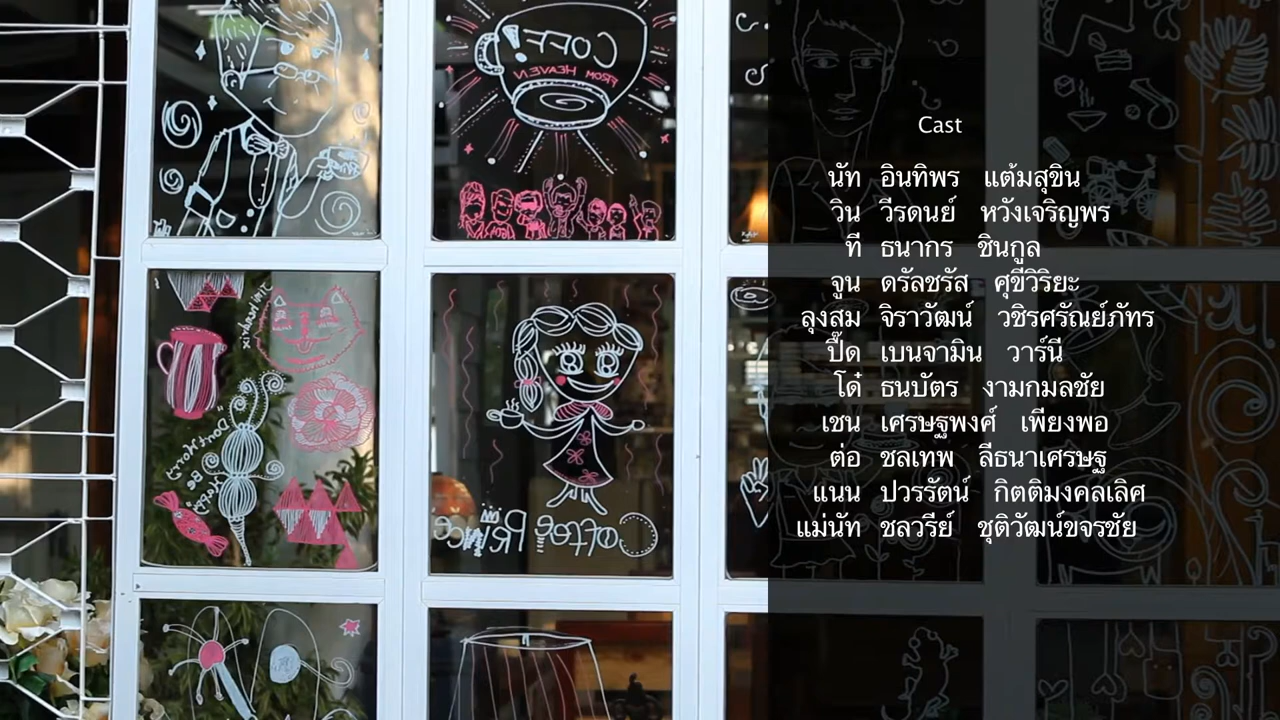 COFF
FROM HEAVEN
Jimi Hendrix
"Don't Worry
Be
Happy"
Coffee Prince
Cast
นัท อินทิพร แต้มสุขิน
วิน วีรดนย์ หวังเจริญพร
ที ธนากร ชินกูล
จูน ดรัลชรัส ศุขีวิริยะ
ลุงสม จิราวัฒน์ วชิรศรัณย์ภัทร
ปี๊ด เบนจามิน วาร์นี
โด๋ ธนบัตร งามกมลชัย
เชน เศรษฐพงศ์ เพียงพอ
ต่อ ชลเทพ ลีธนาเศรษฐ
แนน ปวรรัตน์ กิตติมงคลเลิศ
แม่นัท ชลวรีย์ ชุติวัฒน์ขจรชัย